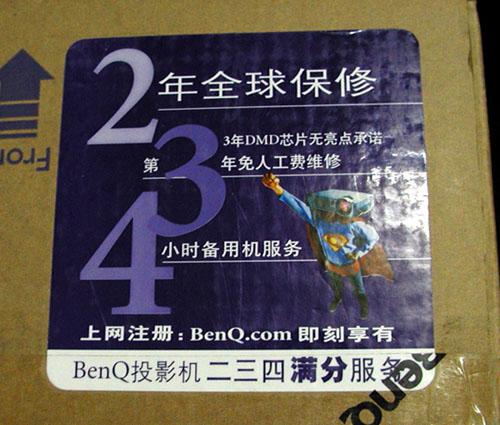 2年全球保修
3年DMD芯片无亮点承诺
第3年免人工费维修
4小时备用机服务
上网注册：BenQ.com 即刻享有
BenQ投影机 二三四满分服务
Fron
BenQ